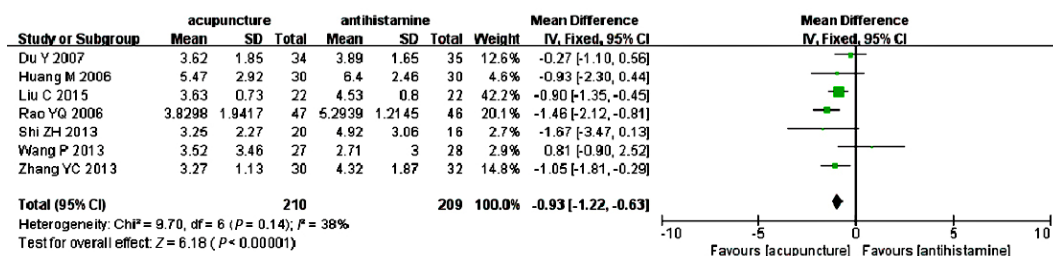 acupuncture antihistamine Mean Difference Mean Difference
Study or Subgroup Mean SD Total Mean SD Total Weight IV, Fixed, 95% CI IV, Fixed, 95% CI
Du Y 2007 3.62 1.85 34 3.89 1.65 35 12.6% -0.27 [-1.10, 0.56]
Huang M 2006 5.47 2.92 30 6.4 2.46 30 4.6% -0.93 [-2.30, 0.44]
Liu C 2015 3.63 0.73 22 4.53 0.8 22 42.2% -0.90 [-1.35, -0.45]
Rao YQ 2006 3.8298 1.9417 47 5.2939 1.2145 46 20.1% -1.46 [-2.12, -0.81]
Shi ZH 2013 3.25 2.27 20 4.92 3.06 16 2.7% -1.67 [-3.47, 0.13]
Wang P 2013 3.52 3.46 27 2.71 3 28 2.9% 0.81 [-0.90, 2.52]
Zhang YC 2013 3.27 1.13 30 4.32 1.87 32 14.8% -1.05 [-1.81, -0.29]
Total (95% CI) 210 209 100.0% -0.93 [-1.22, -0.63]
Heterogeneity: Chi² = 9.70, df = 6 (P = 0.14); I² = 38%
Test for overall effect: Z = 6.18 (P < 0.00001)
-10 -5 0 5 10
Favours [acupuncture] Favours [antihistamine]